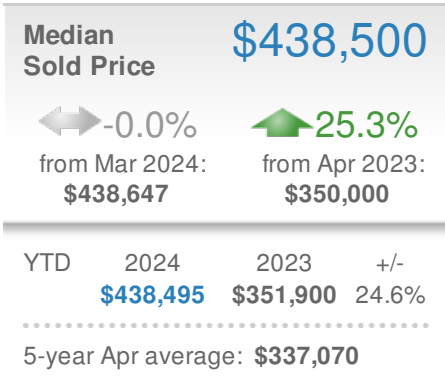 Median $438,500
Sold Price
-0.0% 25.3%
from Mar 2024: from Apr 2023:
$438,647 $350,000
YTD 2024 2023 +/-
$438,495 $351,900 24.6%
5-year Apr average: $337,070